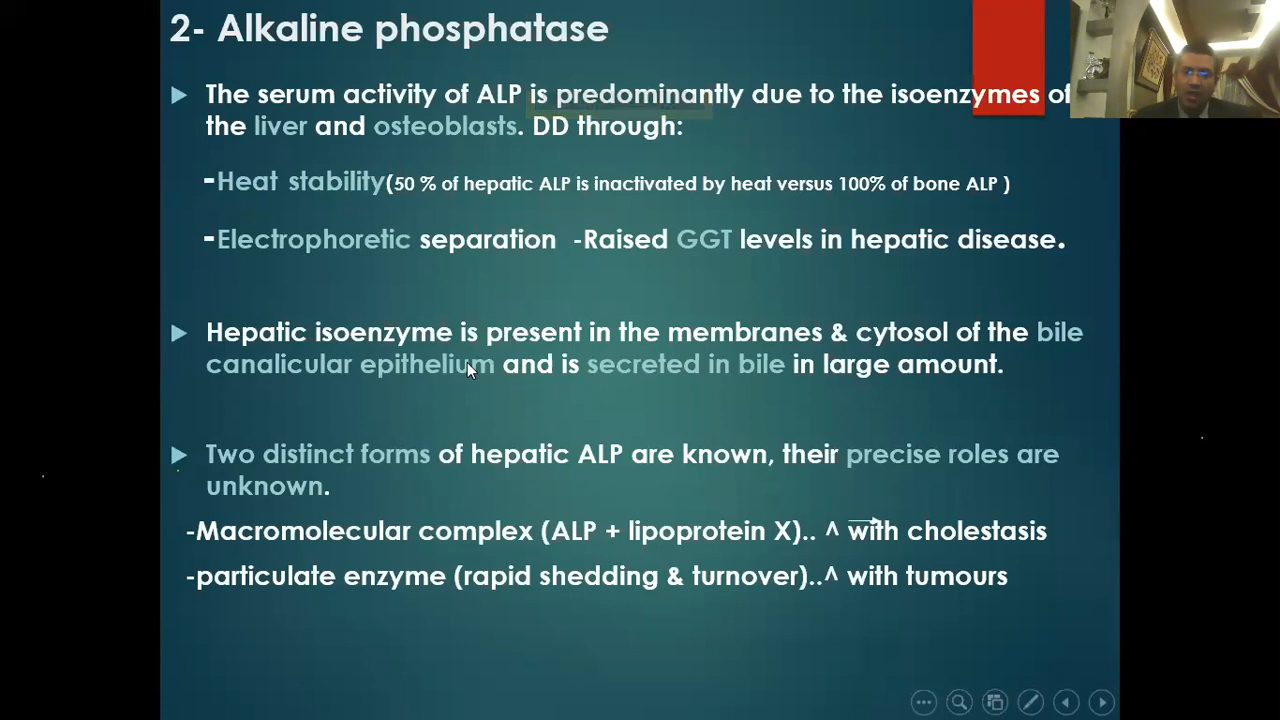 2- Alkaline phosphatase
The serum activity of ALP is predominantly due to the isoenzymes of
the liver and osteoblasts. DD through:
-Heat stability(50 % of hepatic ALP is inactivated by heat versus 100% of bone ALP )
-Electrophoretic separation -Raised GGT levels in hepatic disease.
Hepatic isoenzyme is present in the membranes & cytosol of the bile
canalicular epithelium and is secreted in bile in large amount.
Two distinct forms of hepatic ALP are known, their precise roles are
unknown.
-Macromolecular complex (ALP + lipoprotein X).. ^ with cholestasis
-particulate enzyme (rapid shedding & turnover)..^ with tumours